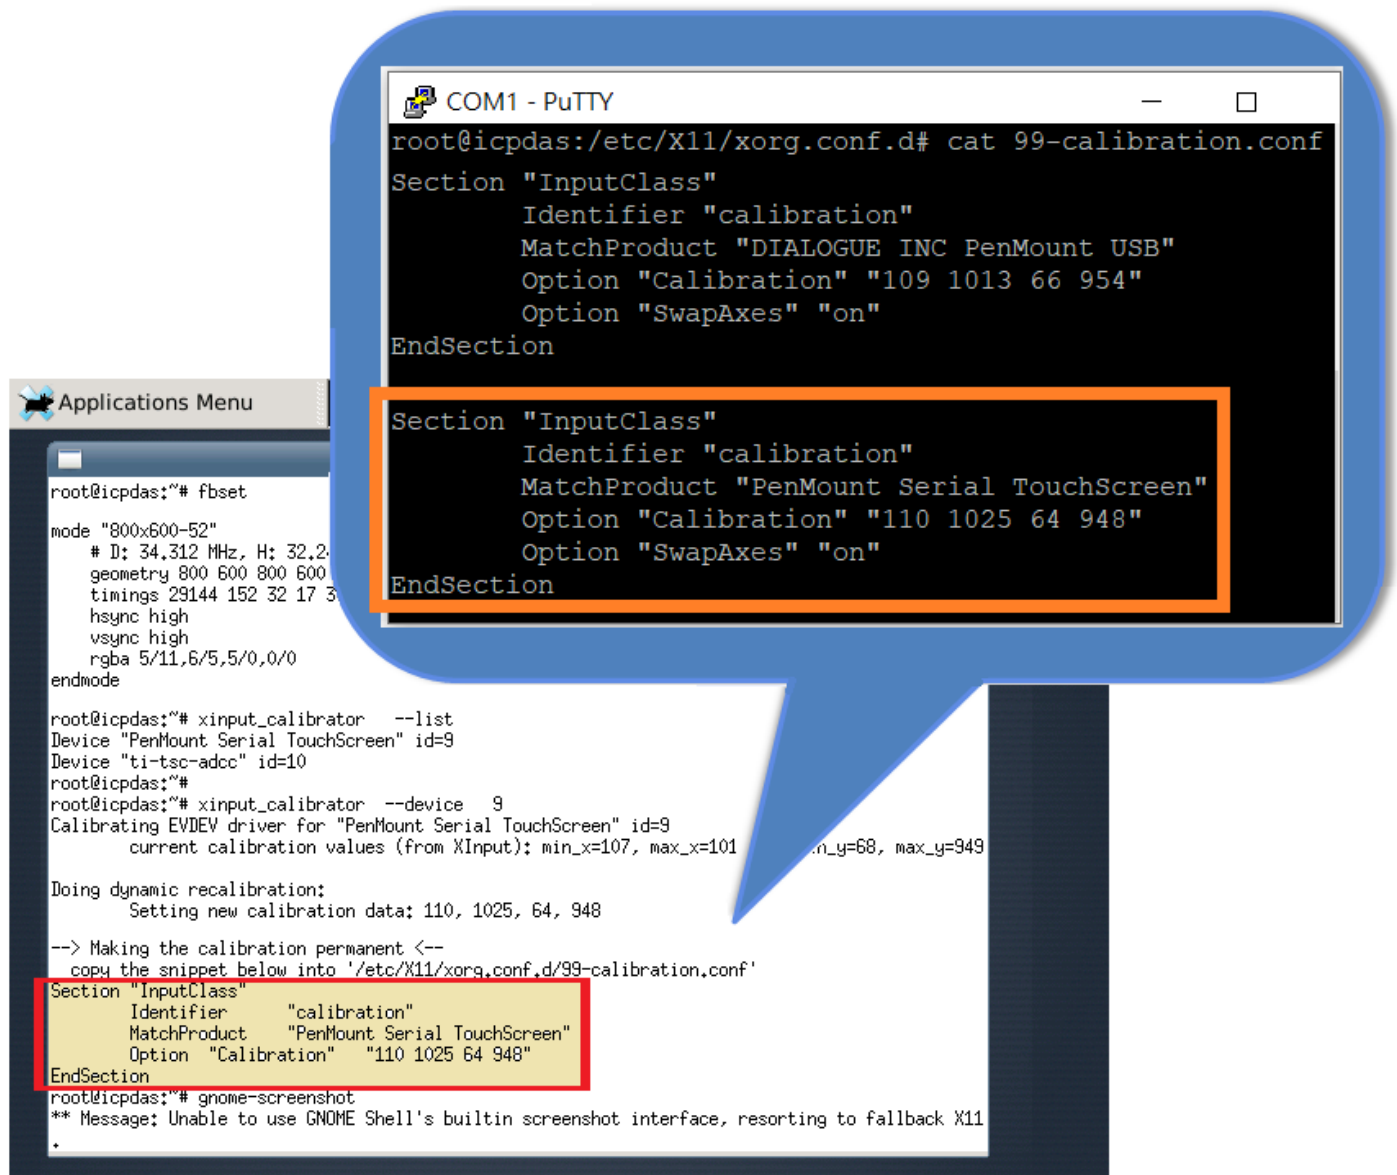 COM1 - PuTTY
root@icpdas:/etc/X11/xorg.conf.d# cat 99-calibration.conf
Section "InputClass"
Identifier "calibration"
MatchProduct "DIALOGUE INC PenMount USB"
Option "Calibration" "109 1013 66 954"
Option "SwapAxes" "on"
EndSection
Section "InputClass"
Identifier "calibration"
MatchProduct "PenMount Serial TouchScreen"
Option "Calibration" "110 1025 64 948"
Option "SwapAxes" "on"
EndSection
Applications Menu
root@icpdas:~# fbset
mode "800x600-52"
# D: 34.312 MHz, H: 32.2
geometry 800 600 800 600
timings 29144 152 32 17
hsync high
vsync high
rgba 5/11,6/5,5/0,0/0
endmode
root@icpdas:~# xinput_calibrator --list
Device "PenMount Serial TouchScreen" id=9
Device "ti-tsc-adcc" id=10
root@icpdas:~#
root@icpdas:~# xinput_calibrator --device 9
Calibrating EVDEV driver for "PenMount Serial TouchScreen" id=9
current calibration values (from XInput): min_x=107, max_x=101 n_y=68, max_y=949
Doing dynamic recalibration:
Setting new calibration data: 110, 1025, 64, 948
--> Making the calibration permanent <--
copy the snippet below into '/etc/X11/xorg.conf.d/99-calibration.conf'
Section "InputClass"
Identifier "calibration"
MatchProduct "PenMount Serial TouchScreen"
Option "Calibration" "110 1025 64 948"
EndSection
root@icpdas:~# gnome-screenshot
** Message: Unable to use GNOME Shell's builtin screenshot interface, resorting to fallback X11
.